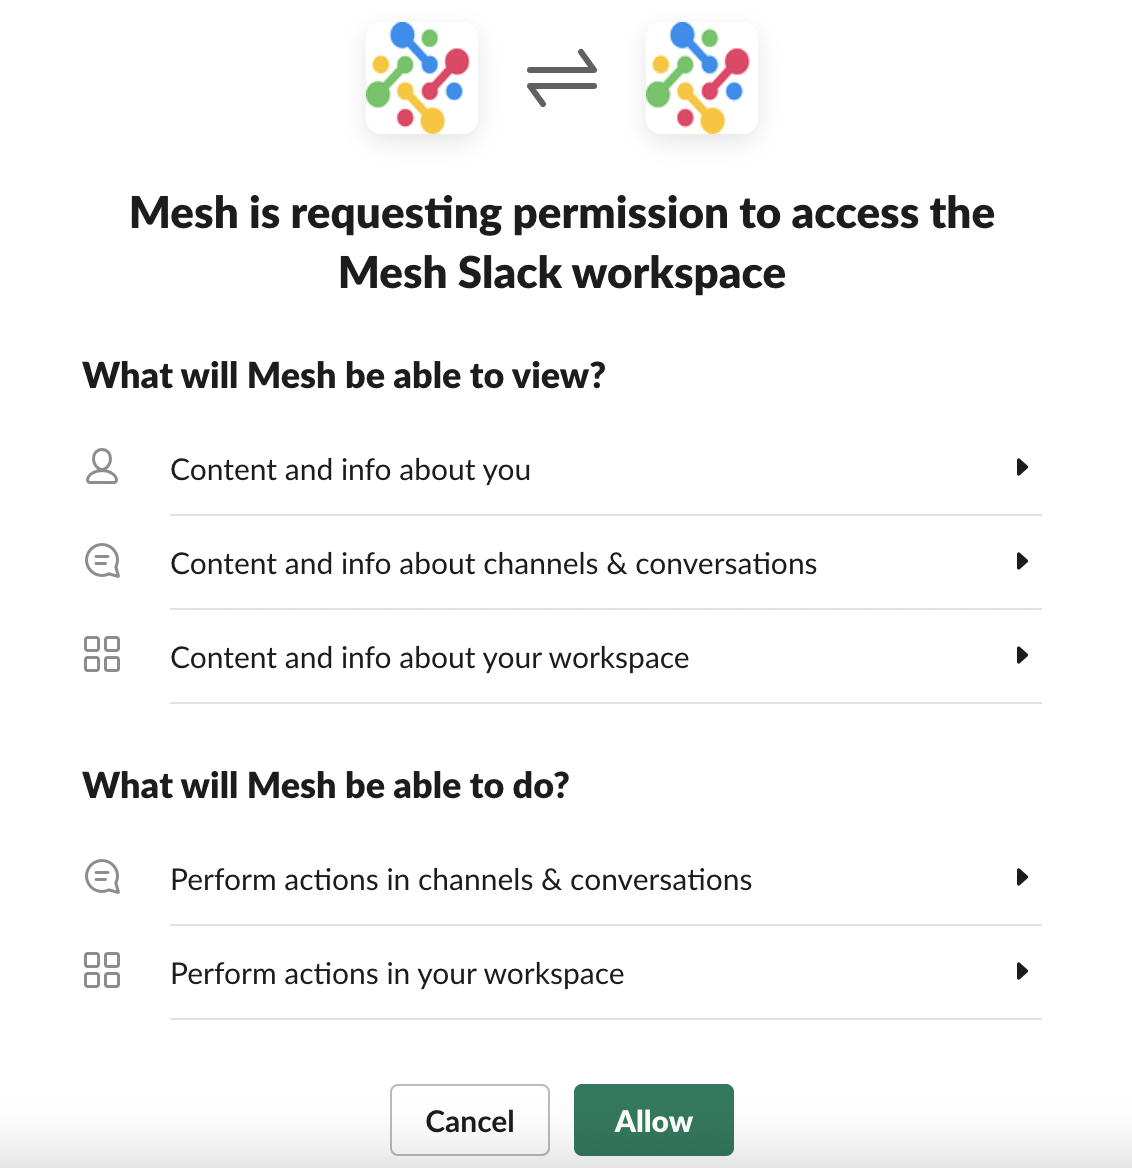 Mesh is requesting permission to access the
Mesh Slack workspace
What will Mesh be able to view?
Content and info about you
Content and info about channels & conversations
Content and info about your workspace
What will Mesh be able to do?
Perform actions in channels & conversations
Perform actions in your workspace
Cancel
Allow